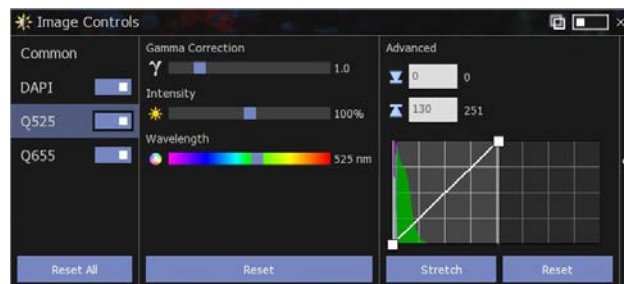 Image Controls
Common
DAPI
Q525
Q655
Reset All
Gamma Correction
γ
1.0
Intensity
100%
Wavelength
525 nm
Reset
Advanced
0 0
130 251
Stretch Reset